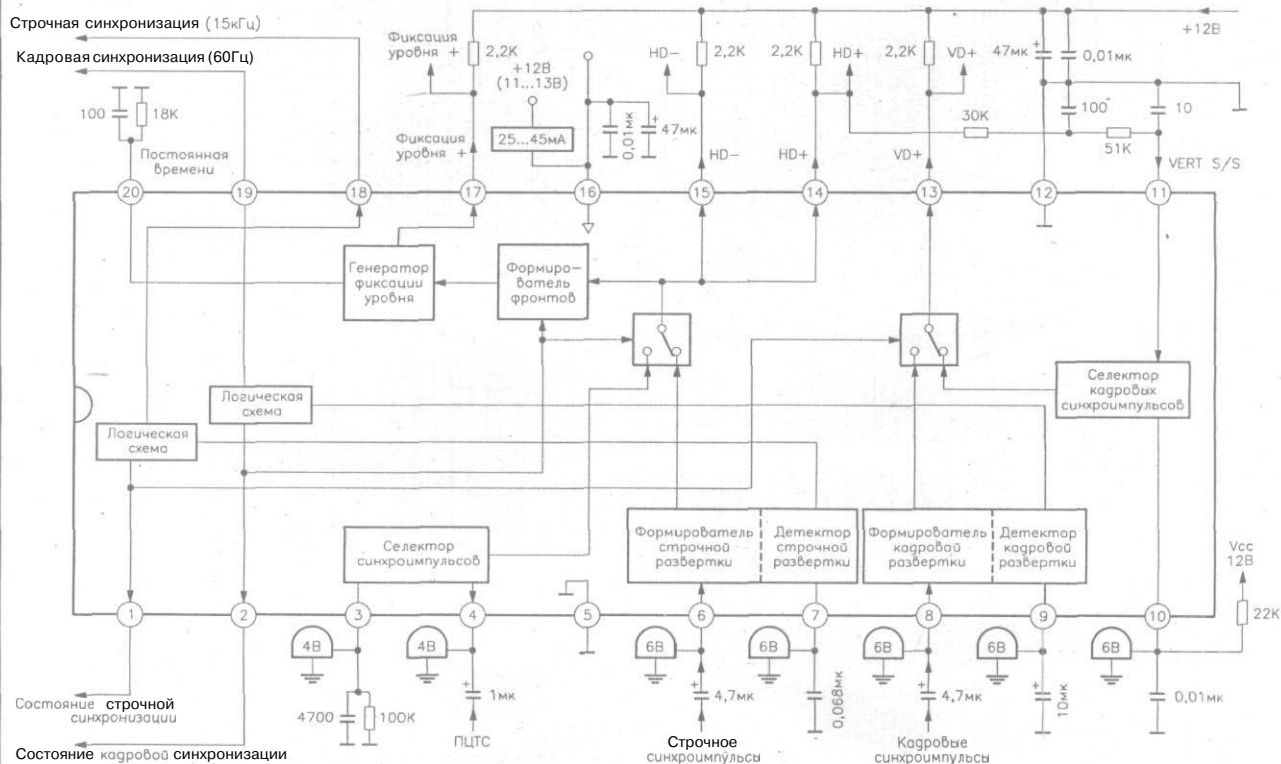 Строчная синхронизация (15кГц)
Кадровая синхронизация (60Гц)
+12В
Фиксация
уровня +
2,2К
+12В
(11...13В)
HD-
2,2К
2,2К
HD+
2,2К
VD+
47мк
0,01мк
100
18К
25...45мА
0,01мк
47мк
30К
100
10
51К
Постоянная
времени
Фиксация
уровня +
HD-
HD+
VD+
VERT S/S
20
19
18
17
16
15
14
13
12
11
Генератор
фиксации
уровня
Формиро-
ватель
фронтов
Логическая
схема
Селектор
кадровых
синхроимпульсов
Логическая
схема
Селектор
синхроимпульсов
Формирователь
строчной
развертки
Детектор
строчной
развертки
Формирователь
кадровой
развертки
Детектор
кадровой
развертки
Vcc
12В
22К
1
2
3
4
5
6
7
8
9
10
4В
4В
6В
6В
6В
6В
6В
4700
100К
1мк
4,7мк
0,068мк
4,7мк
10мк
0,01мк
Состояние строчной
синхронизации
ПЦТС
Строчное
синхроимпульсы
Кадровые
синхроимпульсы
Состояние кадровой синхронизации